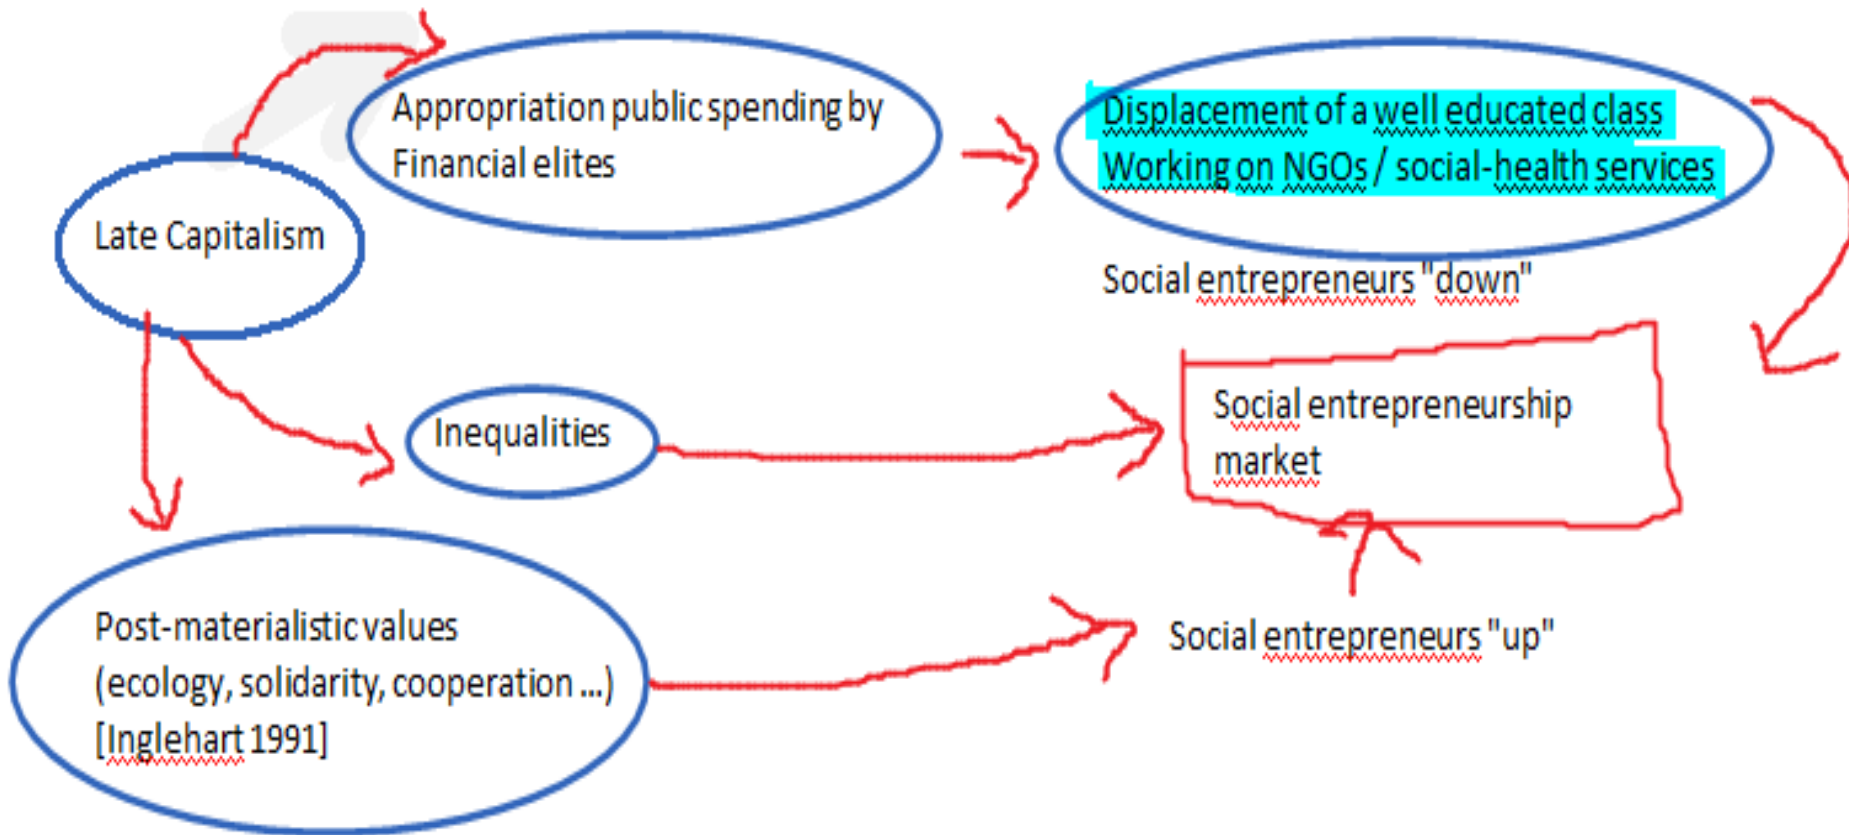 Appropriation public spending by
Financial elites
Displacement of a well educated class
Working on NGOs / social-health services
Late Capitalism
Social entrepreneurs "down"
Inequalities
Social entrepreneurship
market
Post-materialistic values
(ecology, solidarity, cooperation ...)
[Inglehart 1991]
Social entrepreneurs "up"